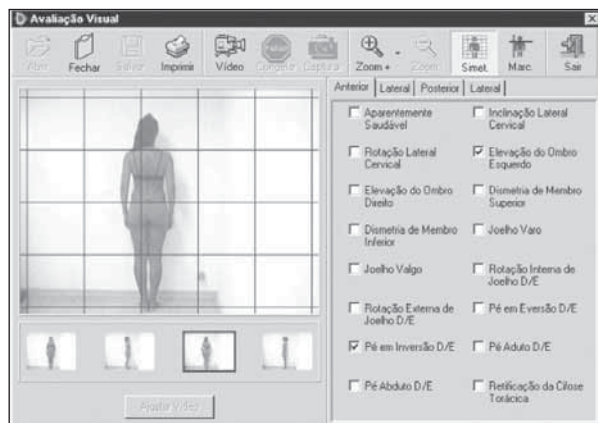 Avaliação Visual
Abrir Fechar Salvar Imprimir Vídeo Congelar Captura Zoom + Zoom - Simet. Marc. Sair
Anterior Lateral Posterior Lateral
Aparentemente
Saudável
Inclinação Lateral
Cervical
Rotação Lateral
Cervical
Elevação do Ombro
Esquerdo
Elevação do Ombro
Direito
Dismetria de Membro
Superior
Dismetria de Membro
Inferior
Joelho Varo
Joelho Valgo
Rotação Interna de
Joelho D/E
Rotação Externa de
Joelho D/E
Pé em Eversão D/E
Pé em Inversão D/E
Pé Aduto D/E
Pé Abduto D/E
Retificação da Cifose
Torácica
Ajustar Vídeo